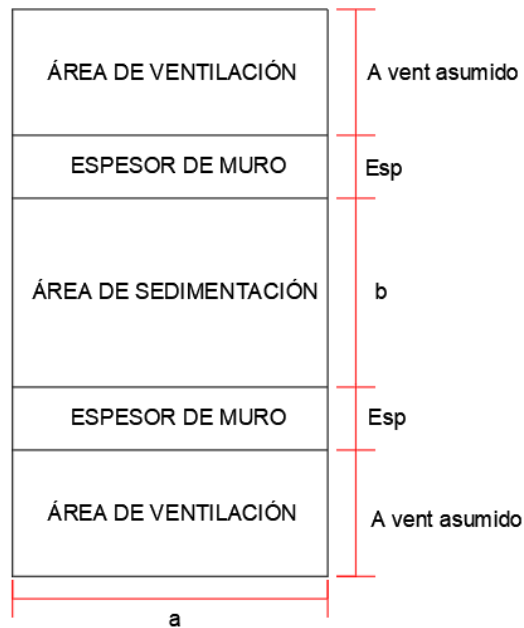 ÁREA DE VENTILACIÓN
A vent asumido
ESPESOR DE MURO
Esp
ÁREA DE SEDIMENTACIÓN
b
ESPESOR DE MURO
Esp
ÁREA DE VENTILACIÓN
A vent asumido
a